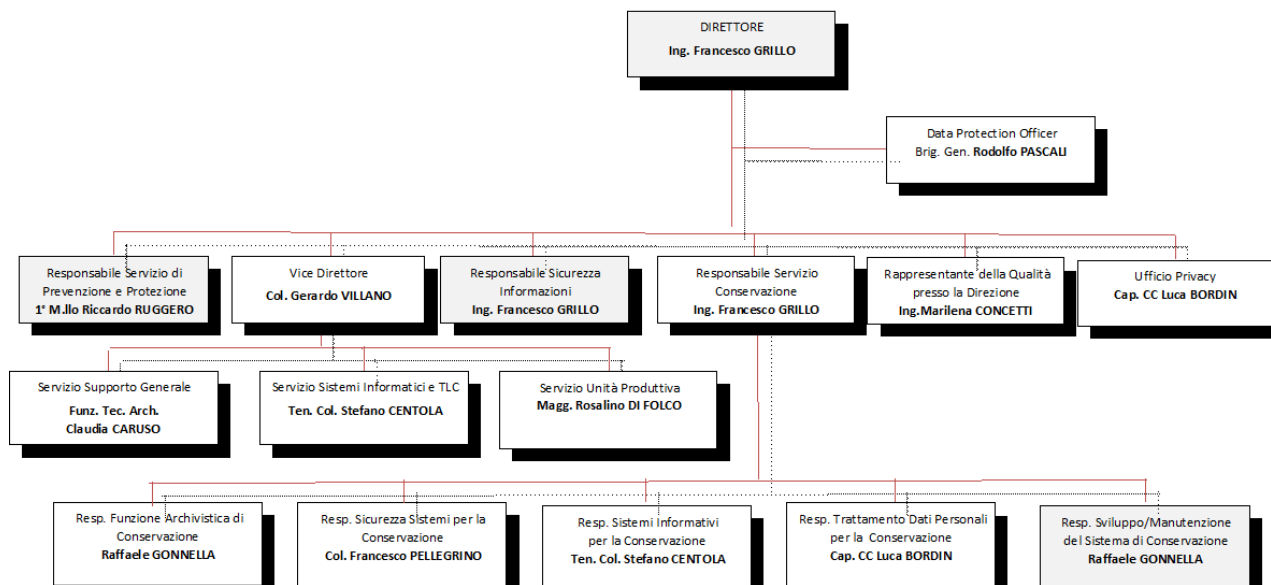 DIRETTORE
Ing. Francesco GRILLO
Data Protection Officer
Brig. Gen. Rodolfo PASCALI
Responsabile Servizio di
Prevenzione e Protezione
1° M.llo Riccardo RUGGERO
Vice Direttore
Col. Gerardo VILLANO
Responsabile Sicurezza
Informazioni
Ing. Francesco GRILLO
Responsabile Servizio
Conservazione
Ing. Francesco GRILLO
Rappresentante della Qualità
presso la Direzione
Ing.Marilena CONCETTI
Ufficio Privacy
Cap. CC Luca BORDIN
Servizio Supporto Generale
Funz. Tec. Arch.
Claudia CARUSO
Servizio Sistemi Informatici e TLC
Ten. Col. Stefano CENTOLA
Servizio Unità Produttiva
Magg. Rosalino DI FOLCO
Resp. Funzione Archivistica di
Conservazione
Raffaele GONNELLA
Resp. Sicurezza Sistemi per la
Conservazione
Col. Francesco PELLEGRINO
Resp. Sistemi Informativi
per la Conservazione
Ten. Col. Stefano CENTOLA
Resp. Trattamento Dati Personali
per la Conservazione
Cap. CC Luca BORDIN
Resp. Sviluppo/Manutenzione
del Sistema di Conservazione
Raffaele GONNELLA